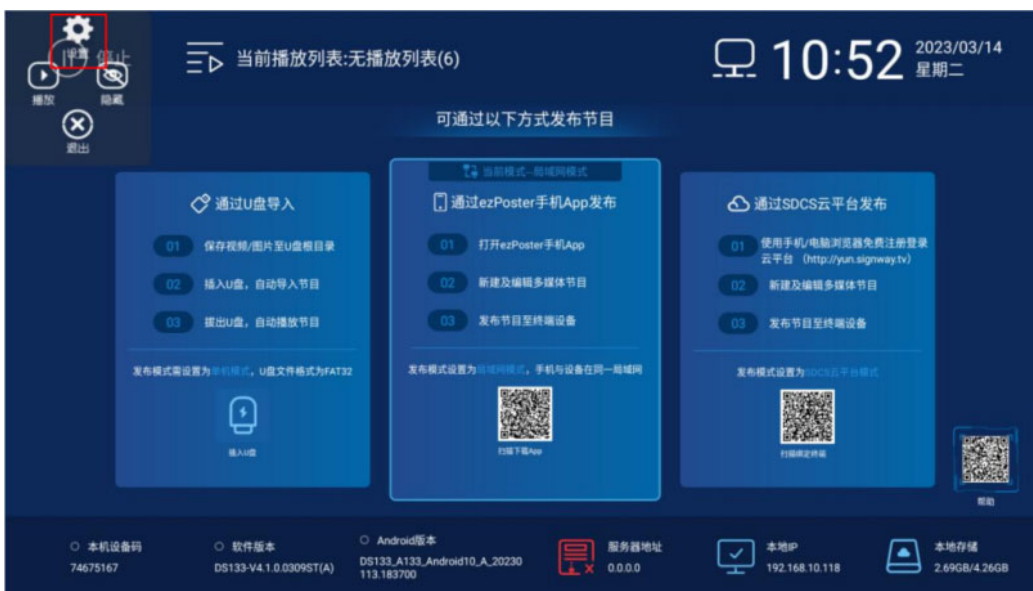 设置
停止
播放
隐藏
退出
当前播放列表:无播放列表(6)
10:52
2023/03/14
星期二
可通过以下方式发布节目
通过U盘导入
01 保存视频/图片至U盘根目录
02 插入U盘，自动导入节目
03 拔出U盘，自动播放节目
发布模式需设置为单机模式，U盘文件格式为FAT32
插入U盘
当前模式--局域网模式
通过ezPoster手机App发布
01 打开ezPoster手机App
02 新建及编辑多媒体节目
03 发布节目至终端设备
发布模式设置为局域网模式，手机与设备在同一局域网
扫描下载App
通过SDCS云平台发布
01 使用手机/电脑浏览器免费注册登录
云平台 （http://yun.signway.tv）
02 新建及编辑多媒体节目
03 发布节目至终端设备
发布模式设置为SDCS云平台模式
扫描绑定终端
帮助
本机设备码
74675167
软件版本
DS133-V4.1.0.0309ST(A)
Android版本
DS133_A133_Android10_A_20230
113.183700
服务器地址
0.0.0.0
本地IP
192.168.10.118
本地存储
2.69GB/4.26GB